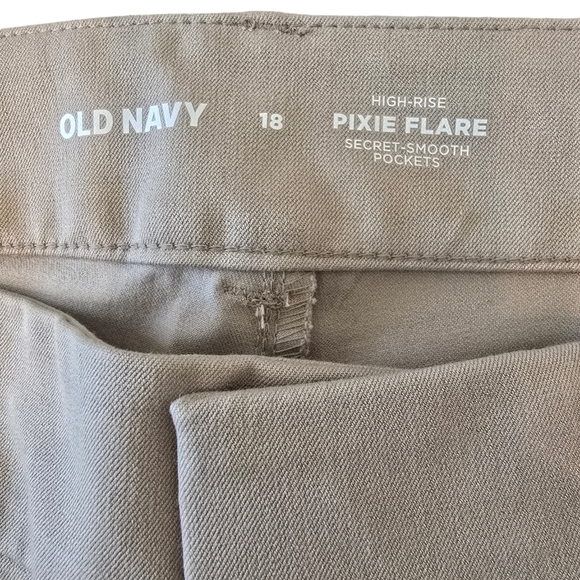 OLD NAVY
18
HIGH-RISE
PIXIE FLARE
SECRET-SMOOTH
POCKETS